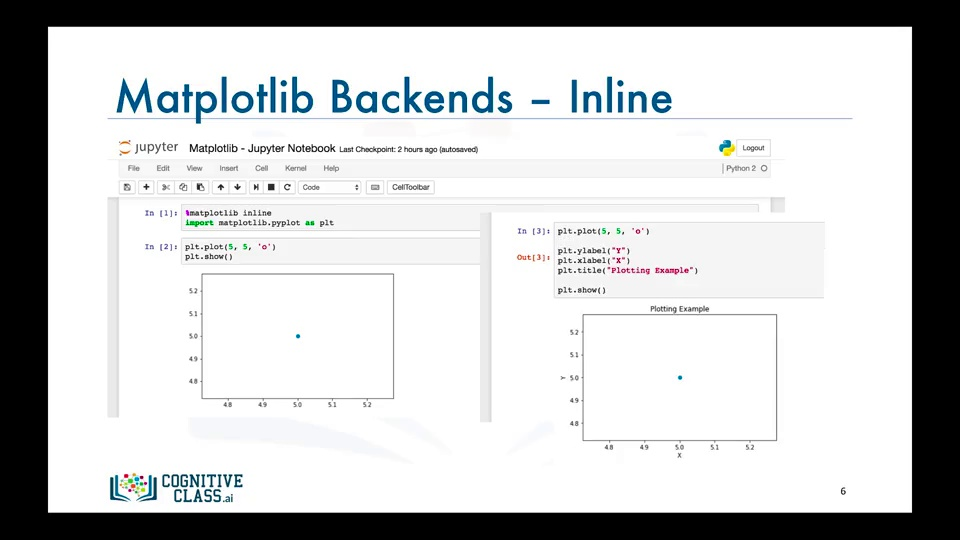 Matplotlib Backends – Inline
jupyter Matplotlib - Jupyter Notebook Last Checkpoint: 2 hours ago (autosaved)
Logout
File Edit View Insert Cell Kernel Help
Python 2
Code
CellToolbar
In [1]: %matplotlib inline
import matplotlib.pyplot as plt
In [2]: plt.plot(5, 5, 'o')
plt.show()
5.2
5.1
5.0
4.9
4.8
4.8 4.9 5.0 5.1 5.2
In [3]: plt.plot(5, 5, 'o')
plt.ylabel("Y")
Out[3]: plt.xlabel("X")
plt.title("Plotting Example")
plt.show()
Plotting Example
5.2
5.1
Y 5.0
4.9
4.8
4.8 4.9 5.0 5.1 5.2
X
COGNITIVE
CLASS.ai
6